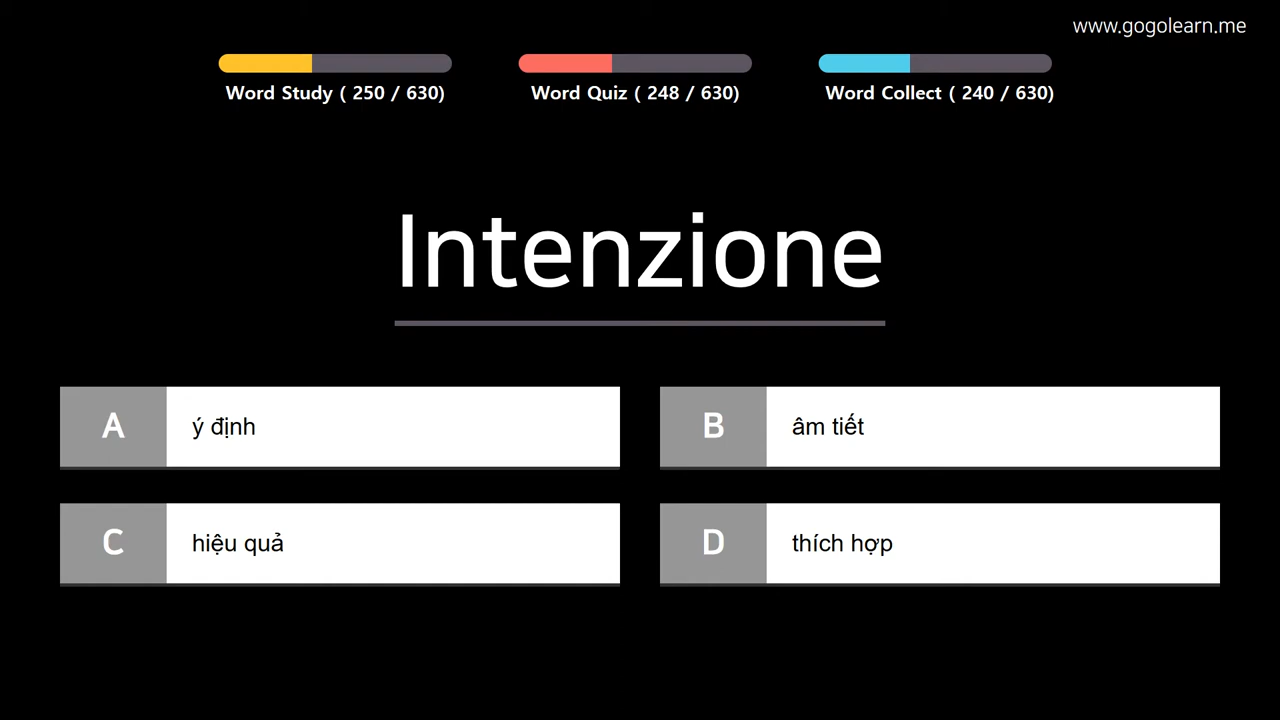 www.gogolearn.me
Word Study ( 250 / 630)
Word Quiz ( 248 / 630)
Word Collect ( 240 / 630)
Intenzione
A ý định
B âm tiết
C hiệu quả
D thích hợp